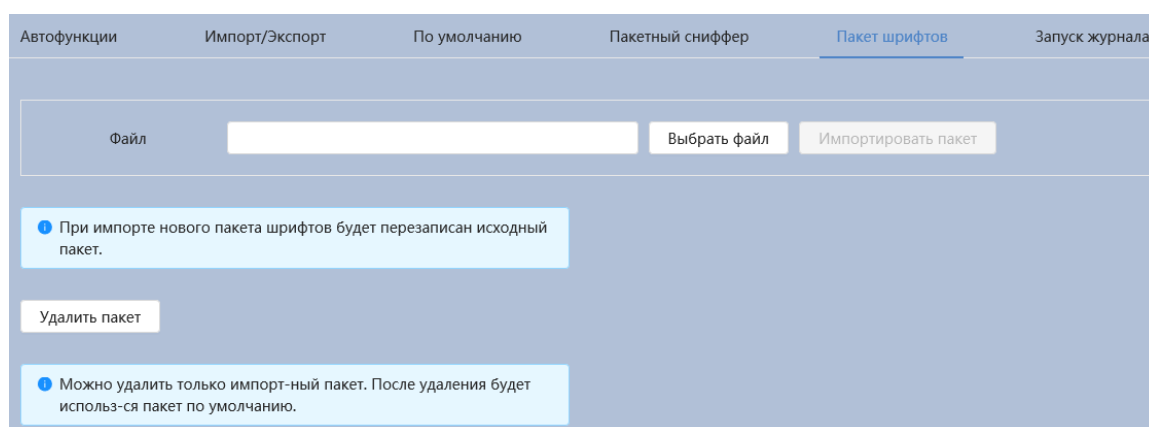 Автофункции Импорт/Экспорт По умолчанию Пакетный сниффер Пакет шрифтов Запуск журнала
Файл Выбрать файл Импортировать пакет
При импорте нового пакета шрифтов будет перезаписан исходный
пакет.
Удалить пакет
Можно удалить только импорт-ный пакет. После удаления будет
использ-ся пакет по умолчанию.